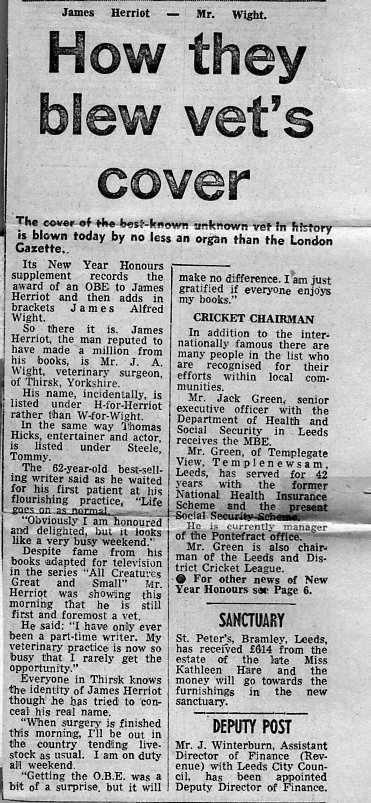 James Herriot — Mr. Wight.
How they
blew vet's
cover
The cover of the best-known unknown vet in history
is blown today by no less an organ than the London
Gazette.
Its New Year Honours
supplement records the
award of an OBE to James
Herriot and then adds in
brackets James Alfred
Wight.
So there it is. James
Herriot, the man reputed to
have made a million from
his books, is Mr. J. A.
Wight, veterinary surgeon,
of Thirsk, Yorkshire.
His name, incidentally, is
listed under H-for-Herriot
rather than W-for-Wight.
In the same way Thomas
Hicks, entertainer and actor,
is listed under Steele,
Tommy.
The 62-year-old best-sell-
ing writer said as he waited
for his first patient at his
flourishing practice, "Life
goes on as normal.
"Obviously I am honoured
and delighted, but it looks
like a very busy weekend."
Despite fame from his
books adapted for television
in the series "All Creatures
Great and Small" Mr.
Herriot was showing this
morning that he is still
first and foremost a vet.
He said: "I have only ever
been a part-time writer. My
veterinary practice is now so
busy that I rarely get the
opportunity."
Everyone in Thirsk knows
the identity of James Herriot
though he has tried to con-
ceal his real name.
"When surgery is finished
this morning, I'll be out in
the country tending live-
stock as usual. I am on duty
all weekend.
"Getting the O.B.E. was a
bit of a surprise, but it will
make no difference. I am just
gratified if everyone enjoys
my books."
CRICKET CHAIRMAN
In addition to the inter-
nationally famous there are
many people in the list who
are recognised for their
efforts within local com-
munities.
Mr. Jack Green, senior
executive officer with the
Department of Health and
Social Security in Leeds
receives the MBE.
Mr. Green, of Templegate
View, Templenewsam,
Leeds, has served for 42
years with the former
National Health Insurance
Scheme and the present
Social Security Scheme.
He is currently manager
of the Pontefract office.
Mr. Green is also chair-
man of the Leeds and Dis-
trict Cricket League.
● For other news of New
Year Honours see Page 6.
SANCTUARY
St. Peter's, Bramley, Leeds,
has received £614 from the
estate of the late Miss
Kathleen Hare and the
money will go towards the
furnishings in the new
sanctuary.
DEPUTY POST
Mr. J. Winterburn, Assistant
Director of Finance (Rev-
enue) with Leeds City Coun-
cil, has been appointed
Deputy Director of Finance.